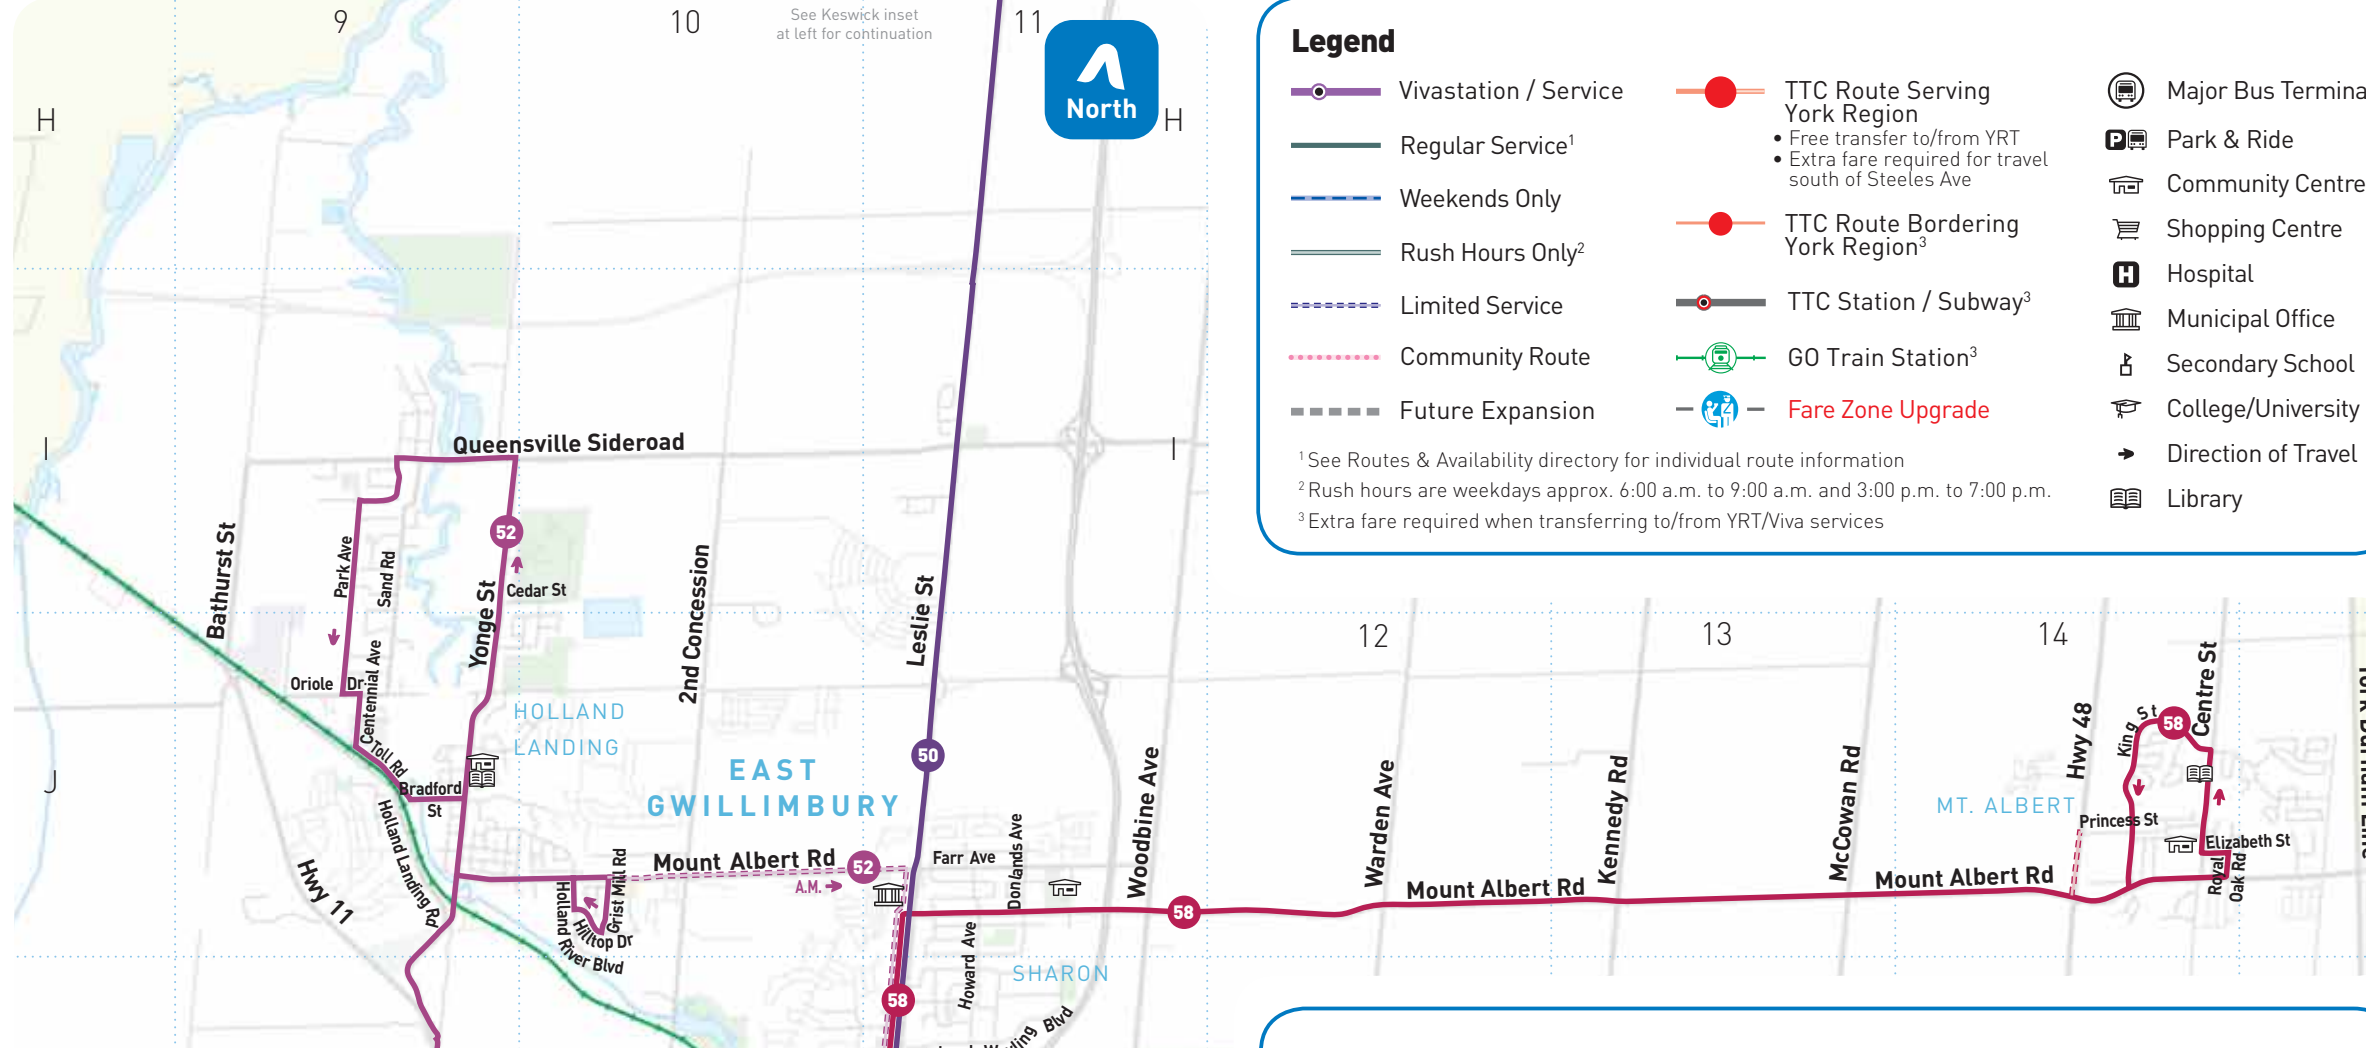 9
10
See Keswick inset
at left for continuation
11
North
H
H
I
I
J
Legend
Vivastation / Service
Regular Service1
Weekends Only
Rush Hours Only2
Limited Service
Community Route
Future Expansion
TTC Route Serving
York Region
• Free transfer to/from YRT
• Extra fare required for travel
south of Steeles Ave
TTC Route Bordering
York Region3
TTC Station / Subway3
GO Train Station3
Fare Zone Upgrade
Major Bus Termina
P
Park & Ride
Community Centre
Shopping Centre
H
Hospital
Municipal Office
Secondary School
College/University
Direction of Travel
Library
1 See Routes & Availability directory for individual route information
2 Rush hours are weekdays approx. 6:00 a.m. to 9:00 a.m. and 3:00 p.m. to 7:00 p.m.
3 Extra fare required when transferring to/from YRT/Viva services
Queensville Sideroad
52
Bathurst St
Park Ave
Sand Rd
Yonge St
Cedar St
2nd Concession
Leslie St
Oriole Dr
Centennial Ave
Toll Rd
Bradford
St
HOLLAND
LANDING
EAST
GWILLIMBURY
50
Holland Landing Rd
Hwy 11
Mount Albert Rd
52
A.M.
Holland River Blvd
Hilltop Dr
Grist Mill Rd
Farr Ave
Donlands Ave
Woodbine Ave
Howard Ave
SHARON
58
58
Blvd
12
13
14
Warden Ave
Kennedy Rd
McCowan Rd
Hwy 48
Mount Albert Rd
Mount Albert Rd
MT. ALBERT
King St
58
Centre St
Princess St
Elizabeth St
Royal
Oak Rd